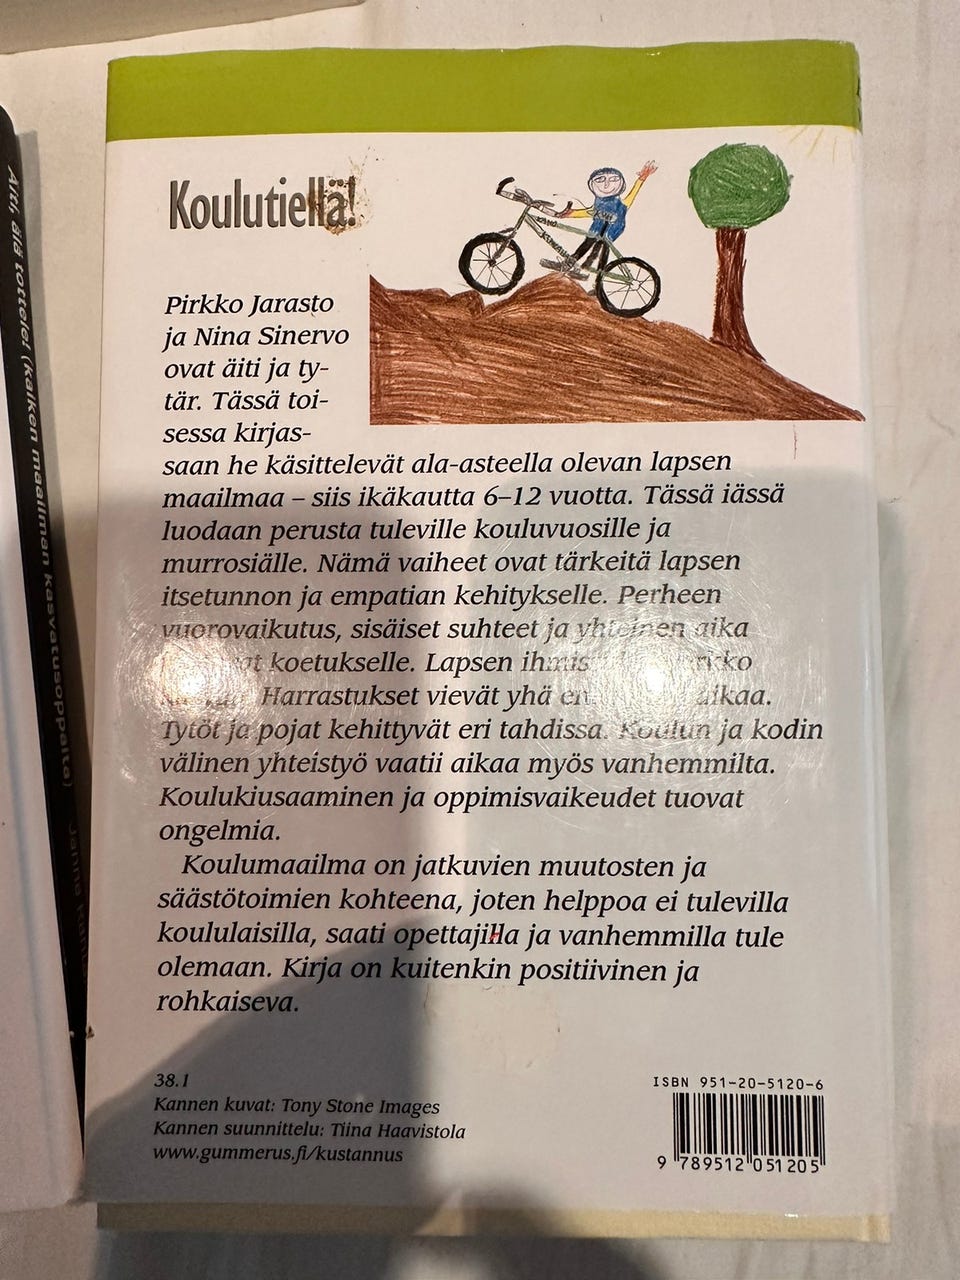 Koulutiellä!
Pirkko Jarasto
ja Nina Sinervo
ovat äiti ja ty-
tär. Tässä toi-
sessa kirjas-
saan he käsittelevät ala-asteella olevan lapsen
maailmaa – siis ikäkautta 6–12 vuotta. Tässä iässä
luodaan perusta tuleville kouluvuosille ja
murrosiälle. Nämä vaiheet ovat tärkeitä lapsen
itsetunnon ja empatian kehitykselle. Perheen
vuorovaikutus, sisäiset suhteet ja yhteinen aika
koetukselle. Lapsen
Harrastukset vievät yhä aikaa.
Tytöt ja pojat kehittyvät eri tahdissa. Koulun ja kodin
välinen yhteistyö vaatii aikaa myös vanhemmilta.
Koulukiusaaminen ja oppimisvaikeudet tuovat
ongelmia.
Koulumaailma on jatkuvien muutosten ja
säästötoimien kohteena, joten helppoa ei tulevilla
koululaisilla, saati opettajilla ja vanhemmilla tule
olemaan. Kirja on kuitenkin positiivinen ja
rohkaiseva.
38.1
Kannen kuvat: Tony Stone Images
Kannen suunnittelu: Tiina Haavistola
www.gummerus.fi/kustannus
ISBN 951-20-5120-6
9 789512 051205
Äiti, älä tottele! (kaiken maailman kasvatusoppeita) Janna